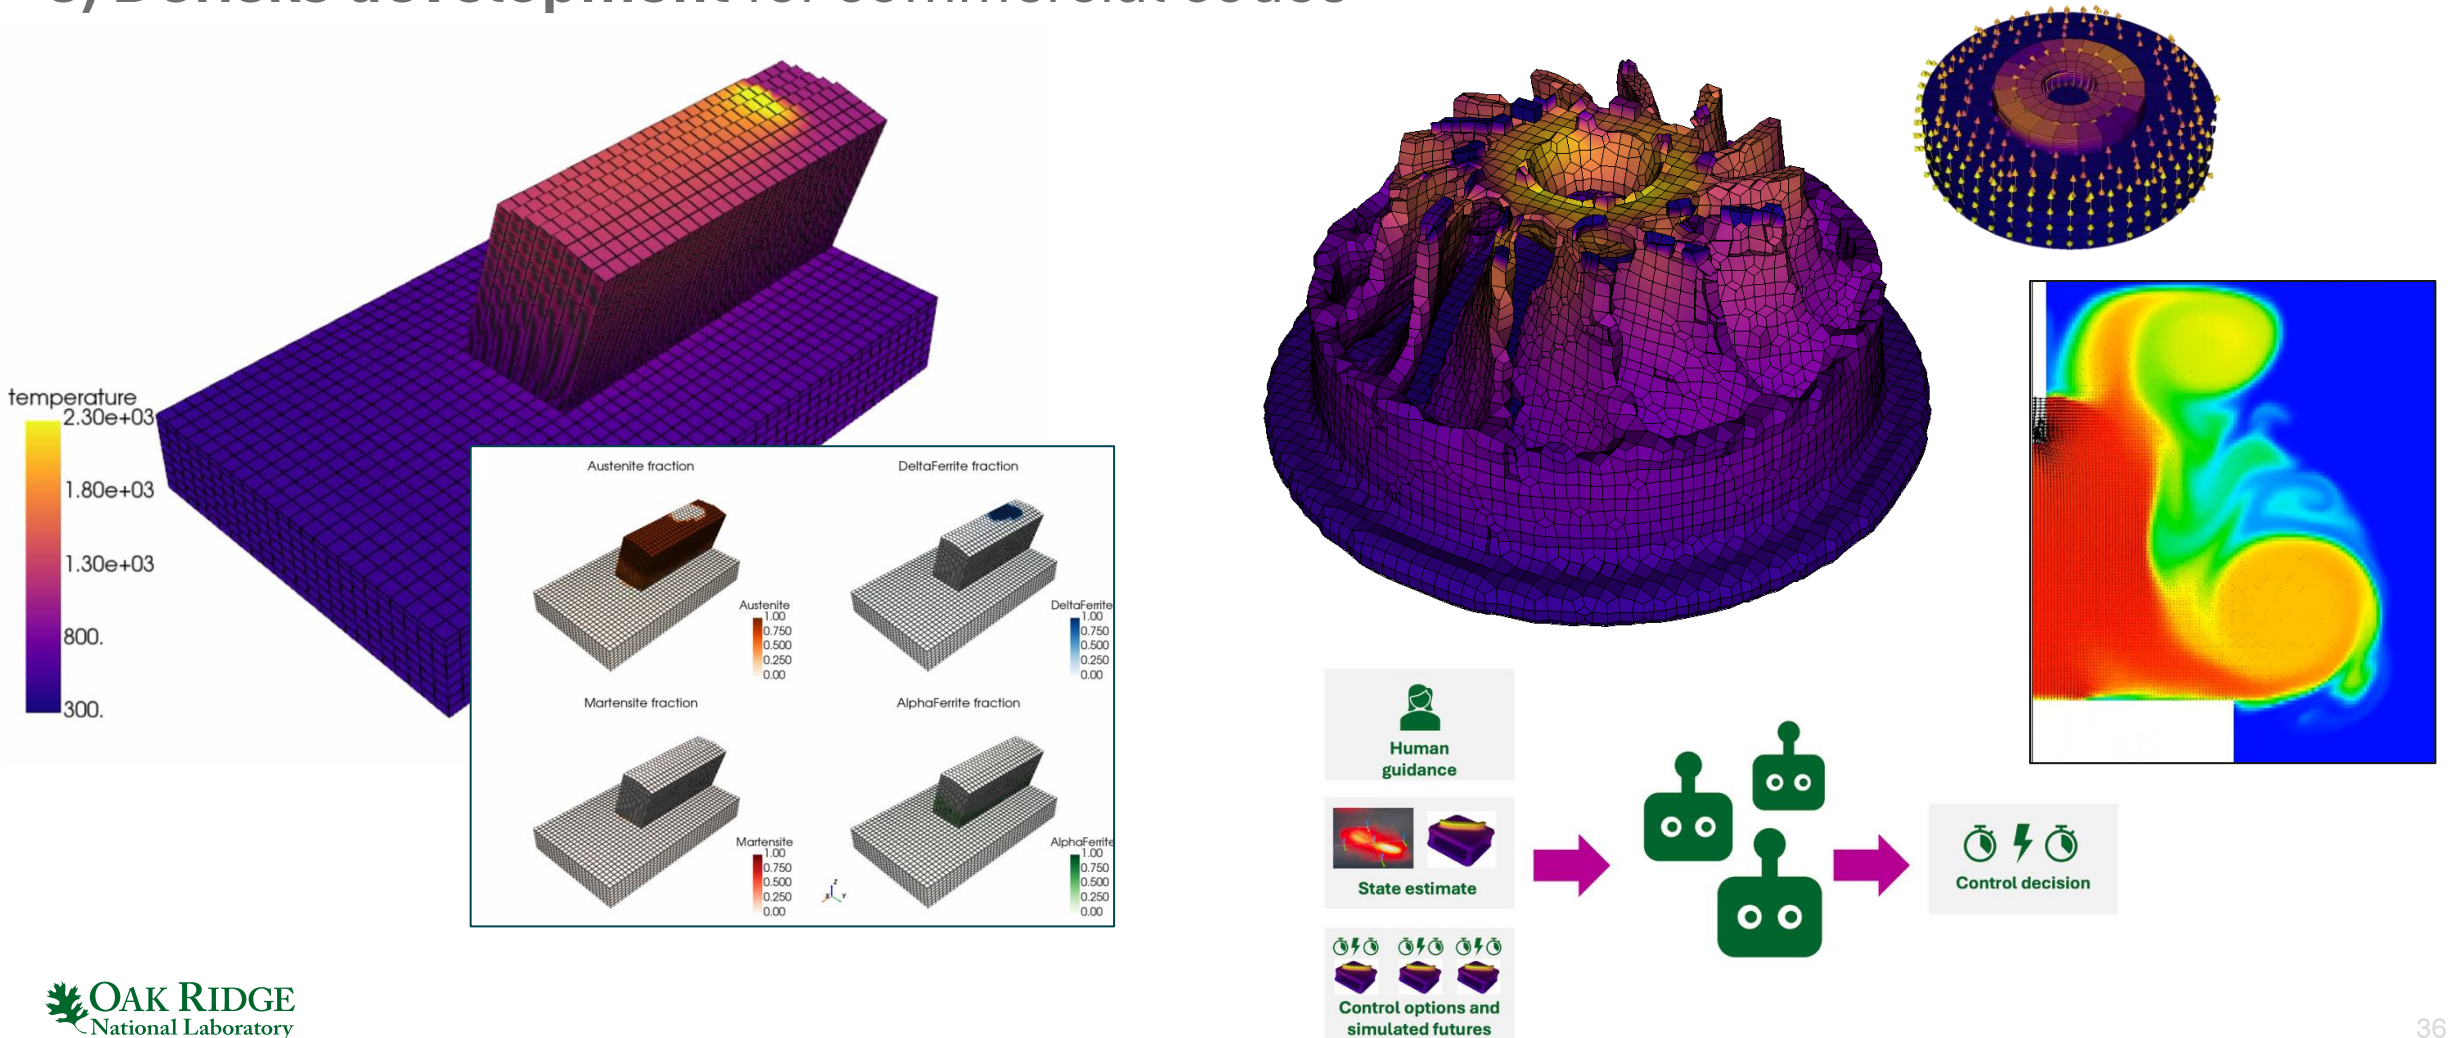 development for commercial codes
temperature
2.30e+03
1.80e+03
1.30e+03
800.
300.
Austenite fraction
DeltaFerrite fraction
Austenite
1.00
0.750
0.500
0.250
0.00
DeltaFerrite
1.00
0.750
0.500
0.250
0.00
Martensite fraction
AlphaFerrite fraction
Martensite
1.00
0.750
0.500
0.250
0.00
AlphaFerrite
1.00
0.750
0.500
0.250
0.00
Z
X
Y
Human
guidance
State estimate
Control options and
simulated futures
Control decision
OAK RIDGE
National Laboratory
36